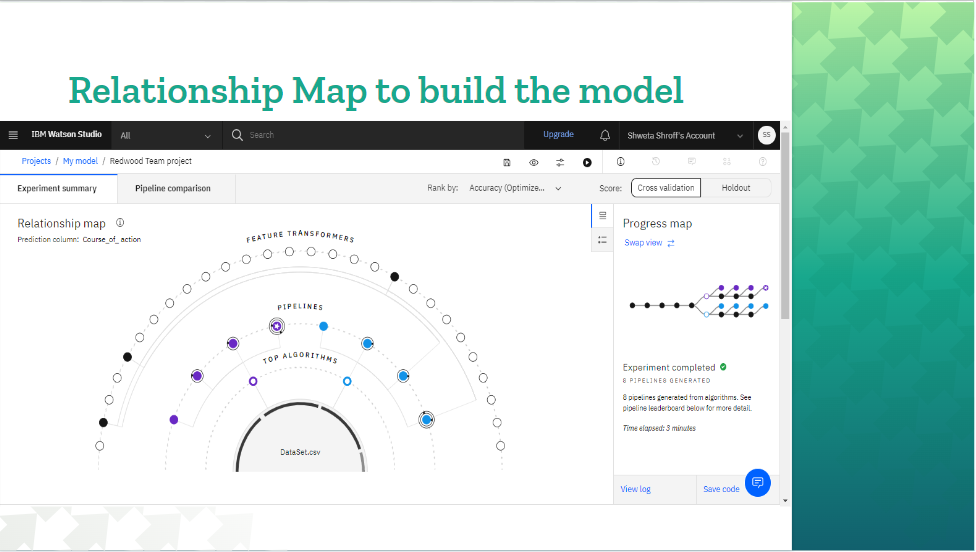 Relationship Map to build the model
IBM Watson Studio
All
Search
Upgrade
Shweta Shroff's Account
SS
Projects / My model / Redwood Team project
Experiment summary
Pipeline comparison
Rank by:
Accuracy (Optimize...
Score:
Cross validation
Holdout
Relationship map
Prediction column: Course_of_action
FEATURE TRANSFORMERS
PIPELINES
TOP ALGORITHMS
DataSet.csv
Progress map
Swap view
Experiment completed
8 PIPELINES GENERATED
8 pipelines generated from algorithms. See
pipeline leaderboard below for more detail.
Time elapsed: 3 minutes
View log
Save code